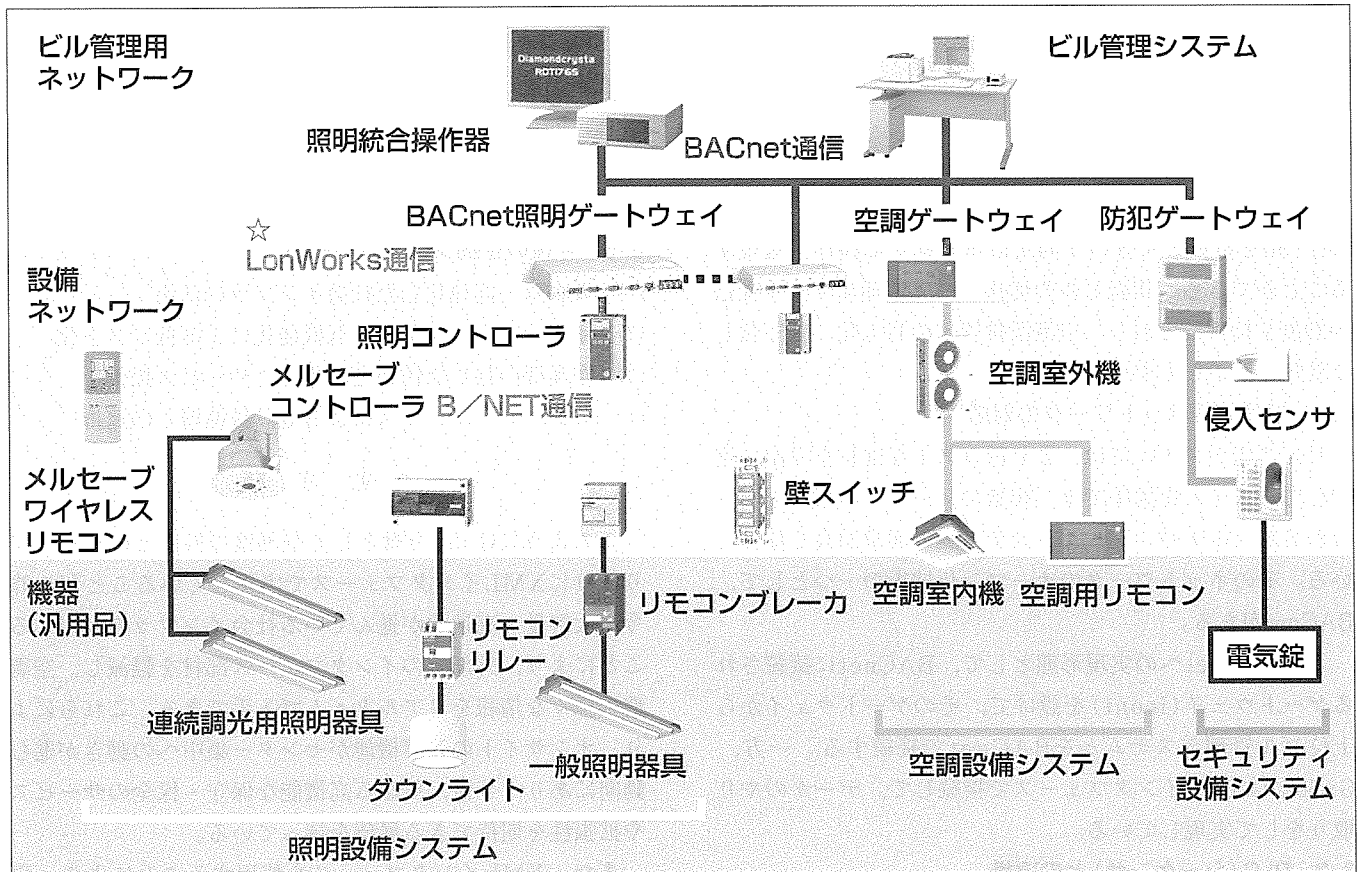 ビル管理用
ネットワーク
Diamondcrysta
RDT176S
ビル管理システム
照明統合操作器
BACnet通信
BACnet照明ゲートウェイ
空調ゲートウェイ
防犯ゲートウェイ
☆
LonWorks通信
設備
ネットワーク
照明コントローラ
空調室外機
メルセーブ
コントローラ B/NET通信
侵入センサ
メルセーブ
ワイヤレス
リモコン
壁スイッチ
機器
(汎用品)
リモコンブレーカ
空調室内機
空調用リモコン
リモコン
リレー
電気錠
連続調光用照明器具
一般照明器具
ダウンライト
空調設備システム
セキュリティ
設備システム
照明設備システム